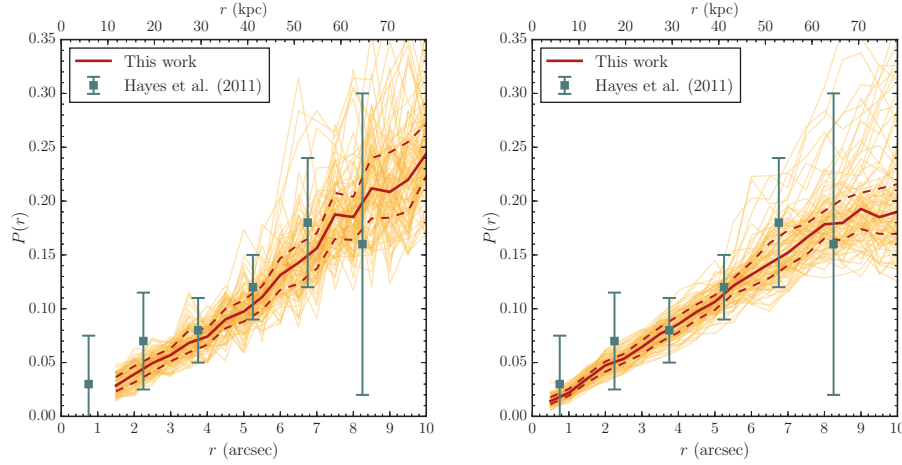 r (kpc)
0 10 20 30 40 50 60 70
0.35
0.30
0.25
0.20
0.15
0.10
0.05
0.00
P(r)
This work
Hayes et al. (2011)
0 1 2 3 4 5 6 7 8 9 10
r (arcsec)
r (kpc)
0 10 20 30 40 50 60 70
0.35
0.30
0.25
0.20
0.15
0.10
0.05
0.00
P(r)
This work
Hayes et al. (2011)
0 1 2 3 4 5 6 7 8 9 10
r (arcsec)